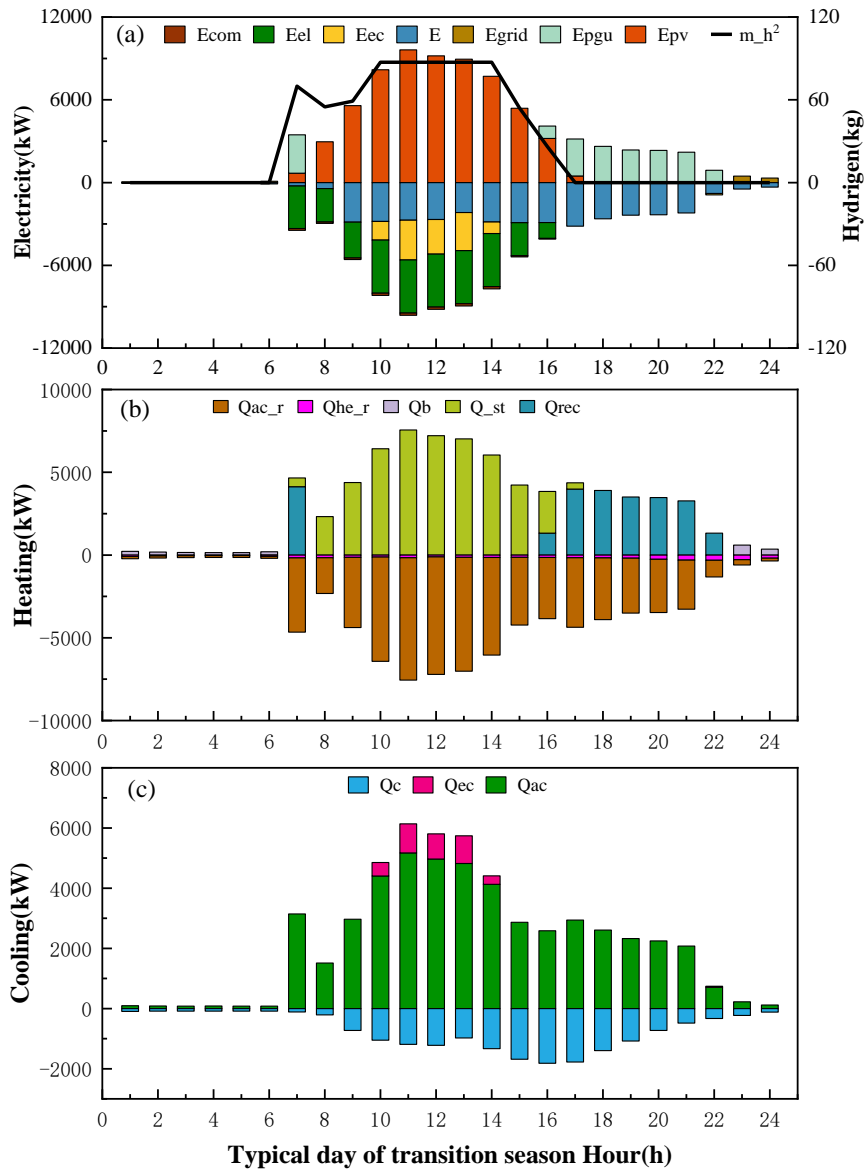 (a) Ecom Eel Eec E Egrid Epgu Epv m_h²
Electricity(kW)
12000
6000
0
-6000
-12000
Hydrigen(kg)
120
60
0
-60
-120
0 2 4 6 8 10 12 14 16 18 20 22 24
(b) Qac_r Qhe_r Qb Q_st Qrec
Heating(kW)
10000
5000
0
-5000
-10000
0 2 4 6 8 10 12 14 16 18 20 22 24
(c) Qc Qec Qac
Cooling(kW)
8000
6000
4000
2000
0
-2000
0 2 4 6 8 10 12 14 16 18 20 22 24
Typical day of transition season Hour(h)